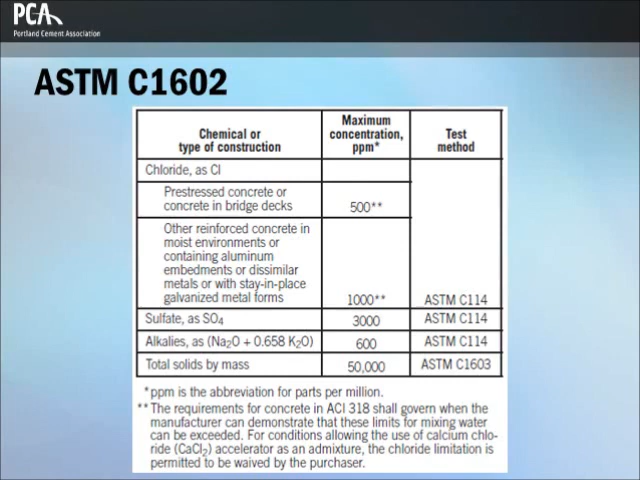 PCA
Portland Cement Association
ASTM C1602
Chemical or
type of construction
Maximum
concentration,
ppm*
Test
method
Chloride, as Cl
Prestressed concrete or
concrete in bridge decks
500**
Other reinforced concrete in
moist environments or
containing aluminum
embedments or dissimilar
metals or with stay-in-place
galvanized metal forms
1000**
ASTM C114
Sulfate, as SO4
3000
ASTM C114
Alkalies, as (Na2O + 0.658 K2O)
600
ASTM C114
Total solids by mass
50,000
ASTM C1603
*ppm is the abbreviation for parts per million.
**The requirements for concrete in ACI 318 shall govern when the
manufacturer can demonstrate that these limits for mixing water
can be exceeded. For conditions allowing the use of calcium chlo-
ride (CaCl2) accelerator as an admixture, the chloride limitation is
permitted to be waived by the purchaser.